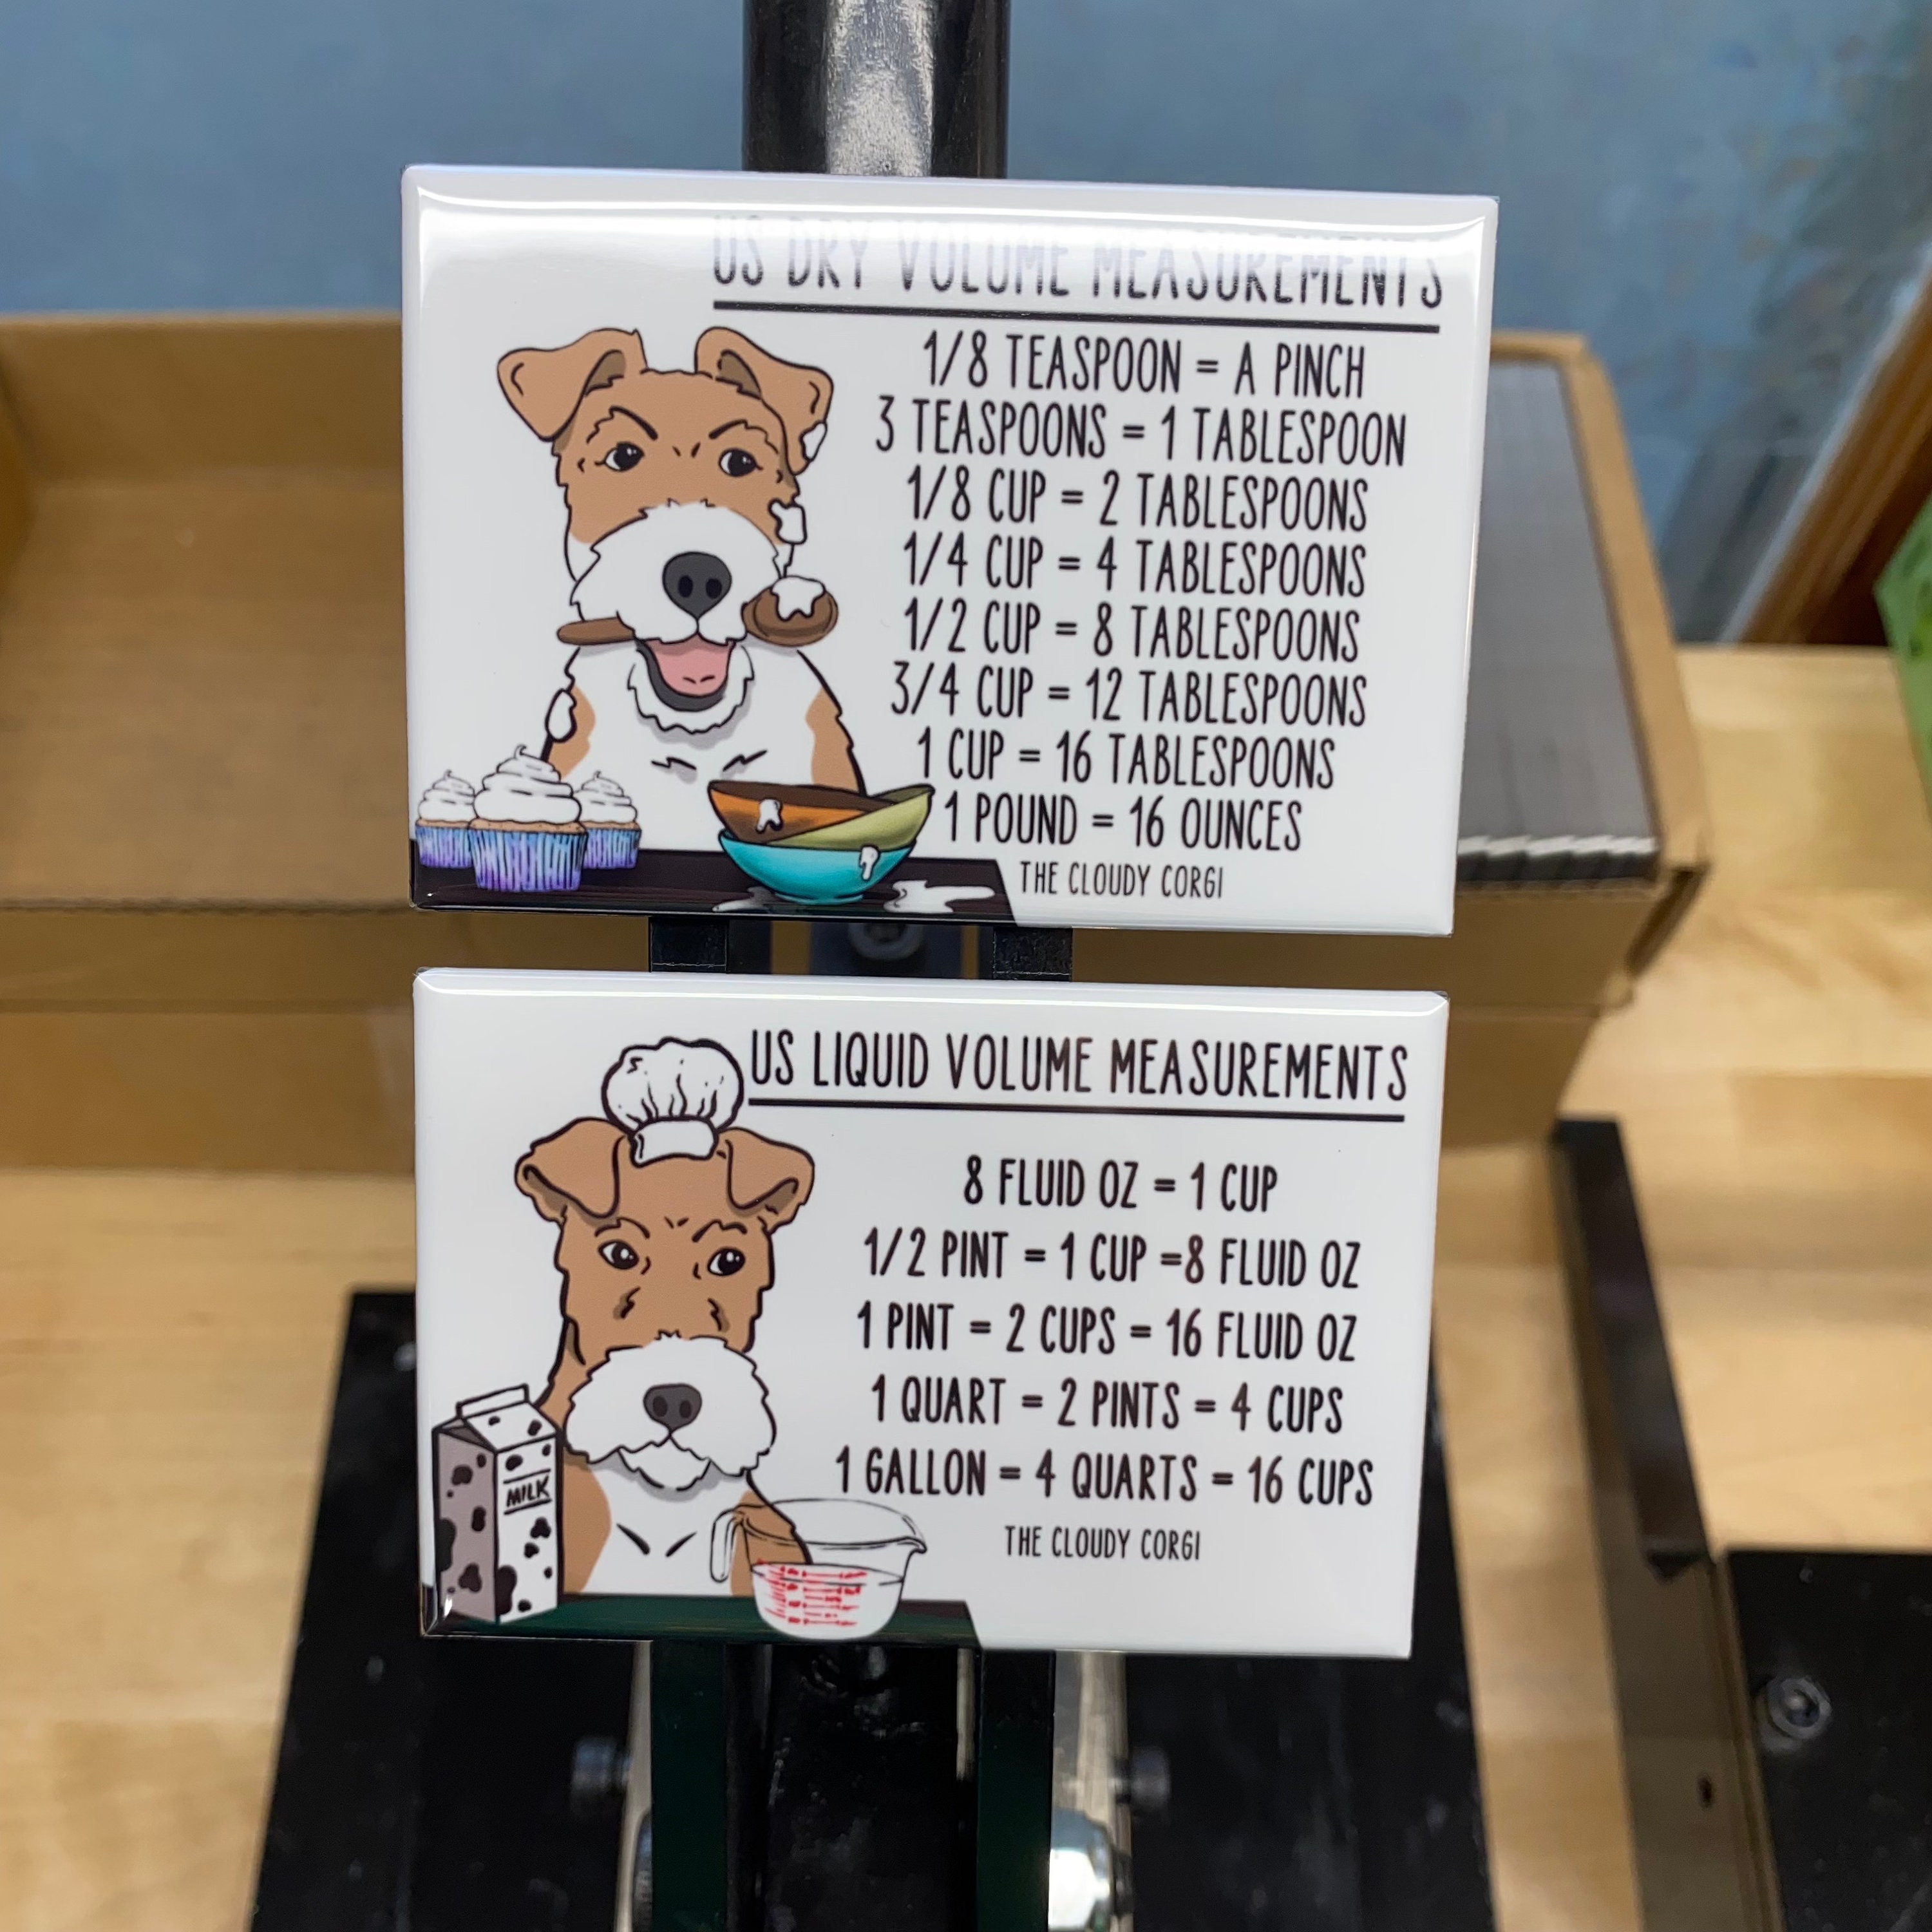 US DRY VOLUME MEASUREMENTS
1/8 TEASPOON = A PINCH
3 TEASPOONS = 1 TABLESPOON
1/8 CUP = 2 TABLESPOONS
1/4 CUP = 4 TABLESPOONS
1/2 CUP = 8 TABLESPOONS
3/4 CUP = 12 TABLESPOONS
1 CUP = 16 TABLESPOONS
1 POUND = 16 OUNCES
THE CLOUDY CORGI
US LIQUID VOLUME MEASUREMENTS
8 FLUID OZ = 1 CUP
1/2 PINT = 1 CUP =8 FLUID OZ
1 PINT = 2 CUPS = 16 FLUID OZ
1 QUART = 2 PINTS = 4 CUPS
1 GALLON = 4 QUARTS = 16 CUPS
MILK
THE CLOUDY CORGI